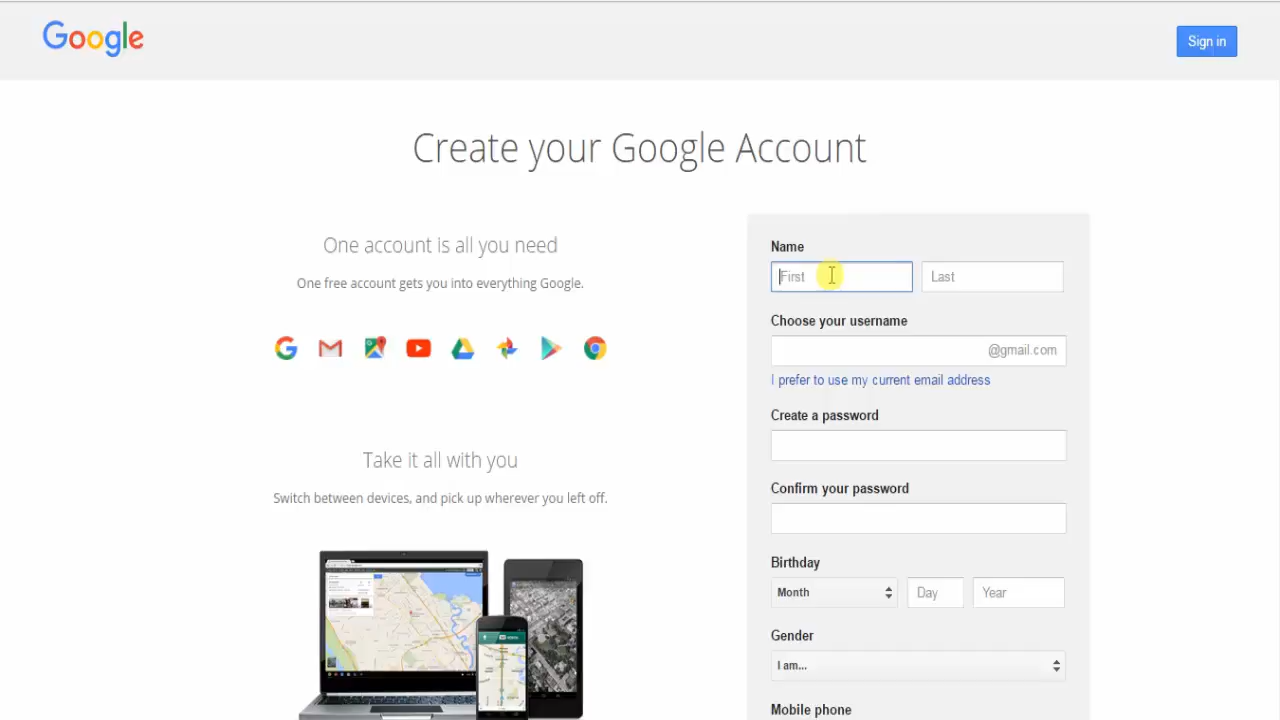 Google
Sign in
Create your Google Account
One account is all you need
One free account gets you into everything Google.
Take it all with you
Switch between devices, and pick up wherever you left off.
Name
First
Last
Choose your username
@gmail.com
I prefer to use my current email address
Create a password
Confirm your password
Birthday
Month
Day
Year
Gender
I am...
Mobile phone